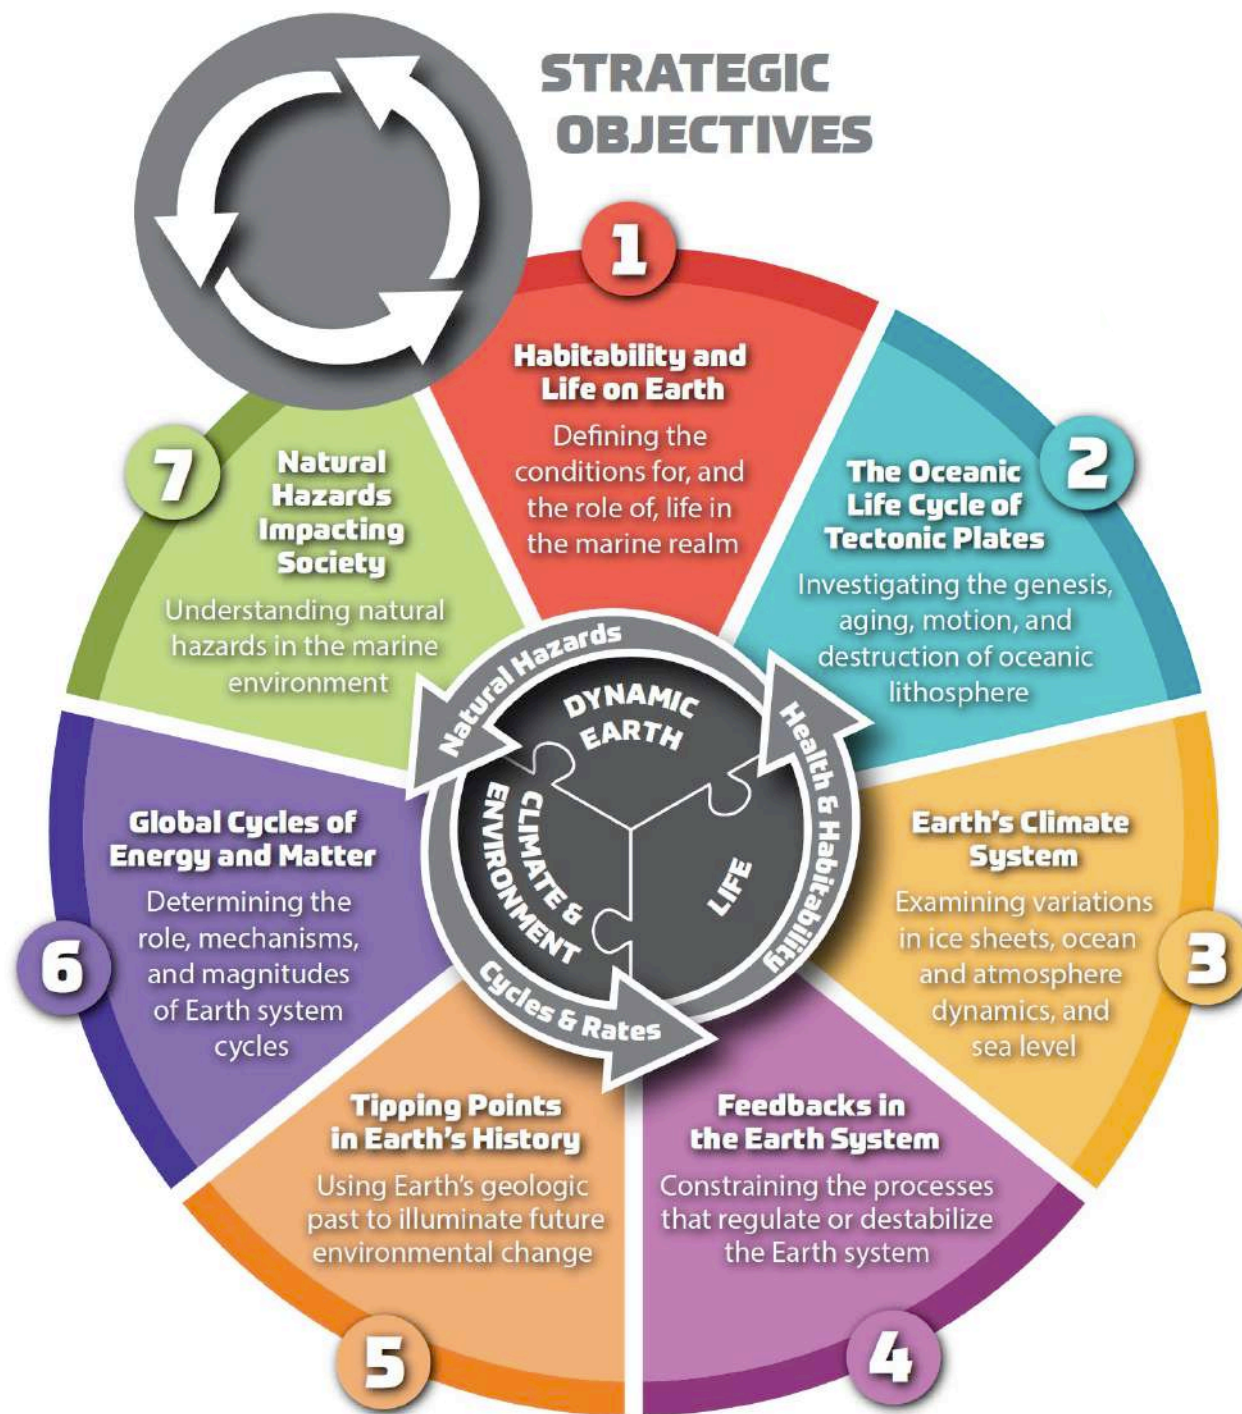 STRATEGIC
OBJECTIVES
1
Habitability and
Life on Earth
Defining the
conditions for, and
the role of, life in
the marine realm
2
The Oceanic
Life Cycle of
Tectonic Plates
Investigating the genesis,
aging, motion, and
destruction of oceanic
lithosphere
3
Earth's Climate
System
Examining variations
in ice sheets, ocean
and atmosphere
dynamics, and
sea level
4
Feedbacks in
the Earth System
Constraining the processes
that regulate or destabilize
the Earth system
5
Tipping Points
in Earth's History
Using Earth's geologic
past to illuminate future
environmental change
6
Global Cycles of
Energy and Matter
Determining the
role, mechanisms,
and magnitudes
of Earth system
cycles
7
Natural
Hazards
Impacting
Society
Understanding natural
hazards in the marine
environment
Natural Hazards
Health & Habitability
Cycles & Rates
DYNAMIC
EARTH
CLIMATE &
ENVIRONMENT
LIFE